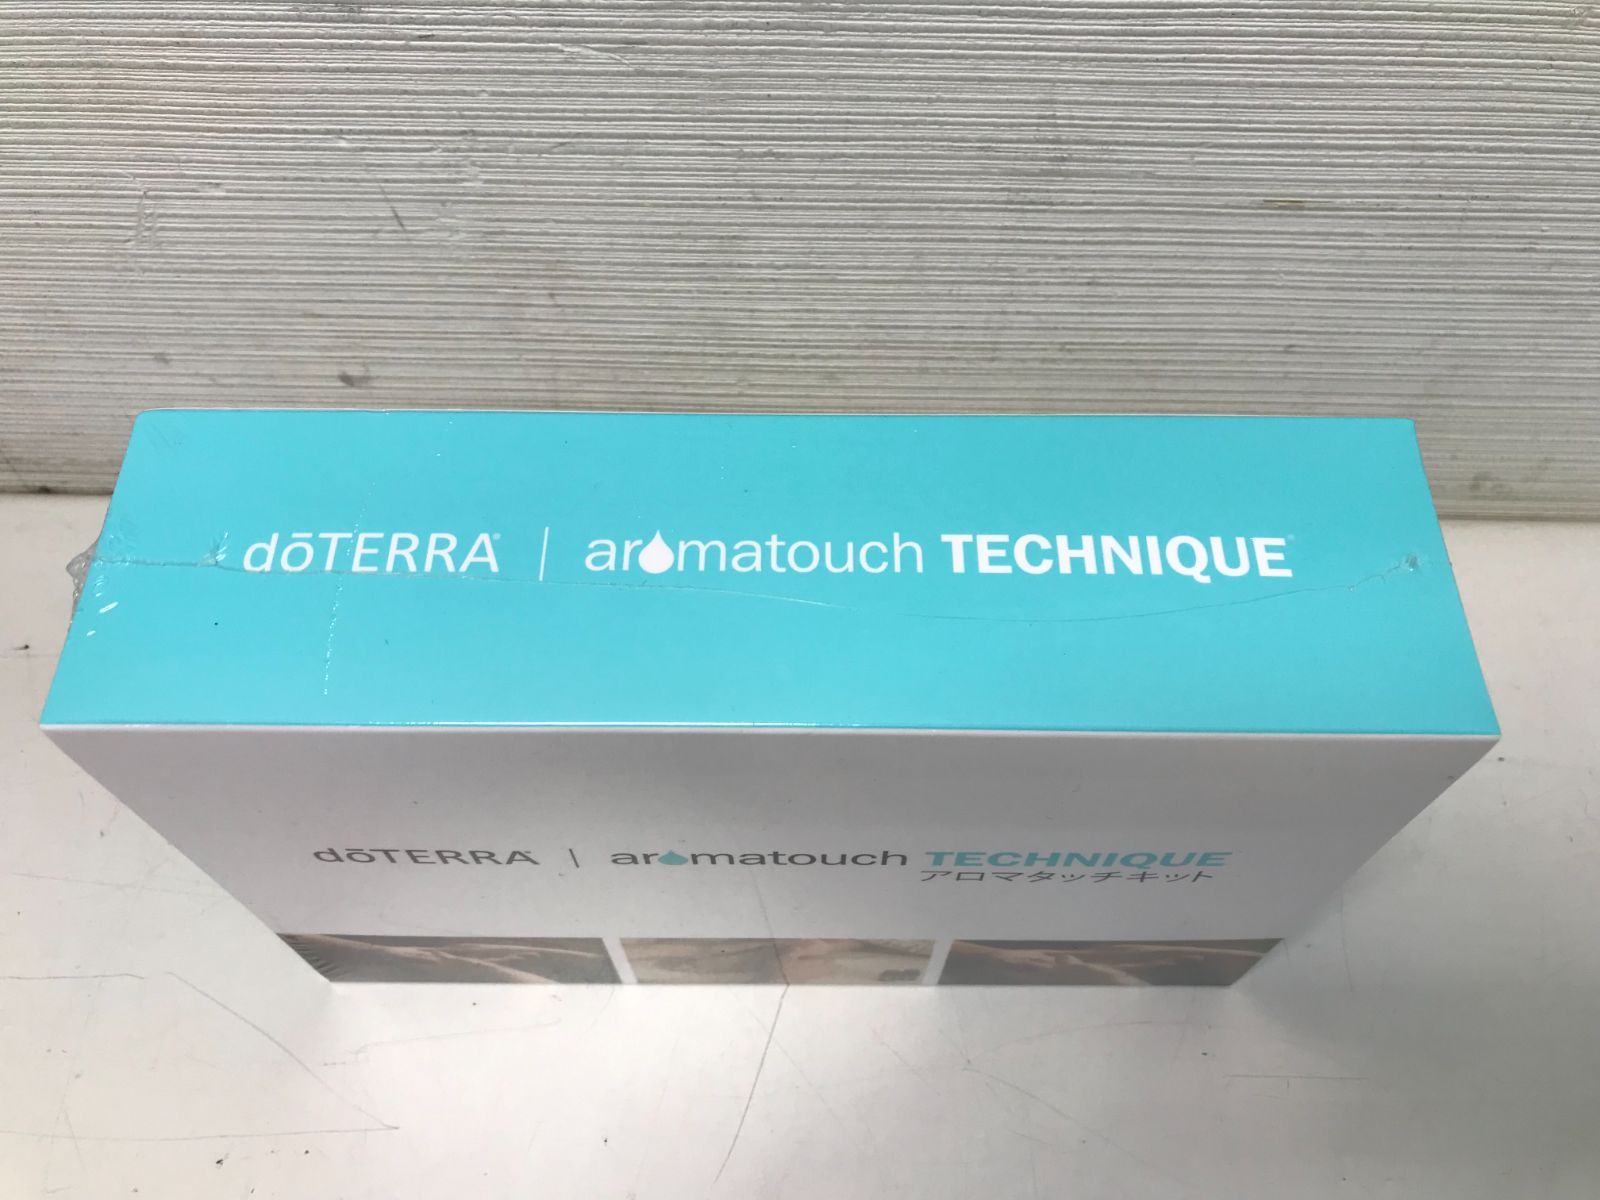 dōTERRA® | aromatouch TECHNIQUE®
dōTERRA® | aromatouch TECHNIQUE
アロマタッチキット